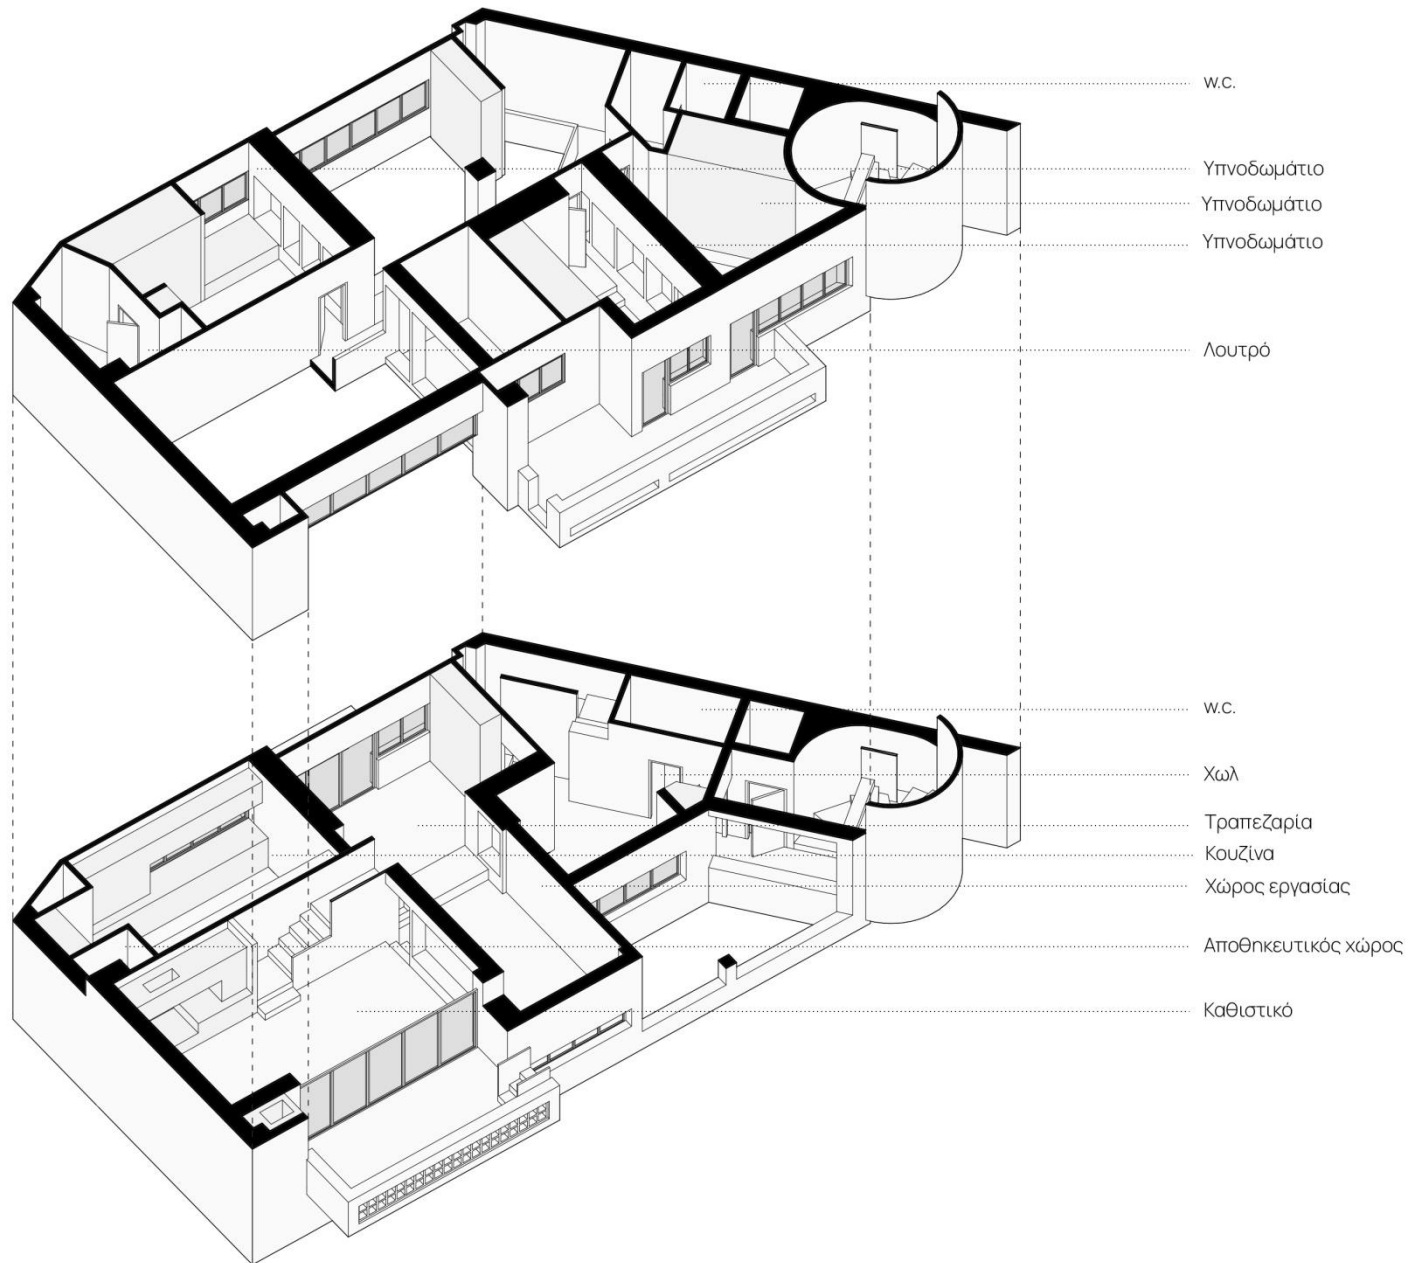 w.c.
Υπνοδωμάτιο
Υπνοδωμάτιο
Υπνοδωμάτιο
Λουτρό
w.c.
Χωλ
Τραπεζαρία
Κουζίνα
Χώρος εργασίας
Αποθηκευτικός χώρος
Καθιστικό